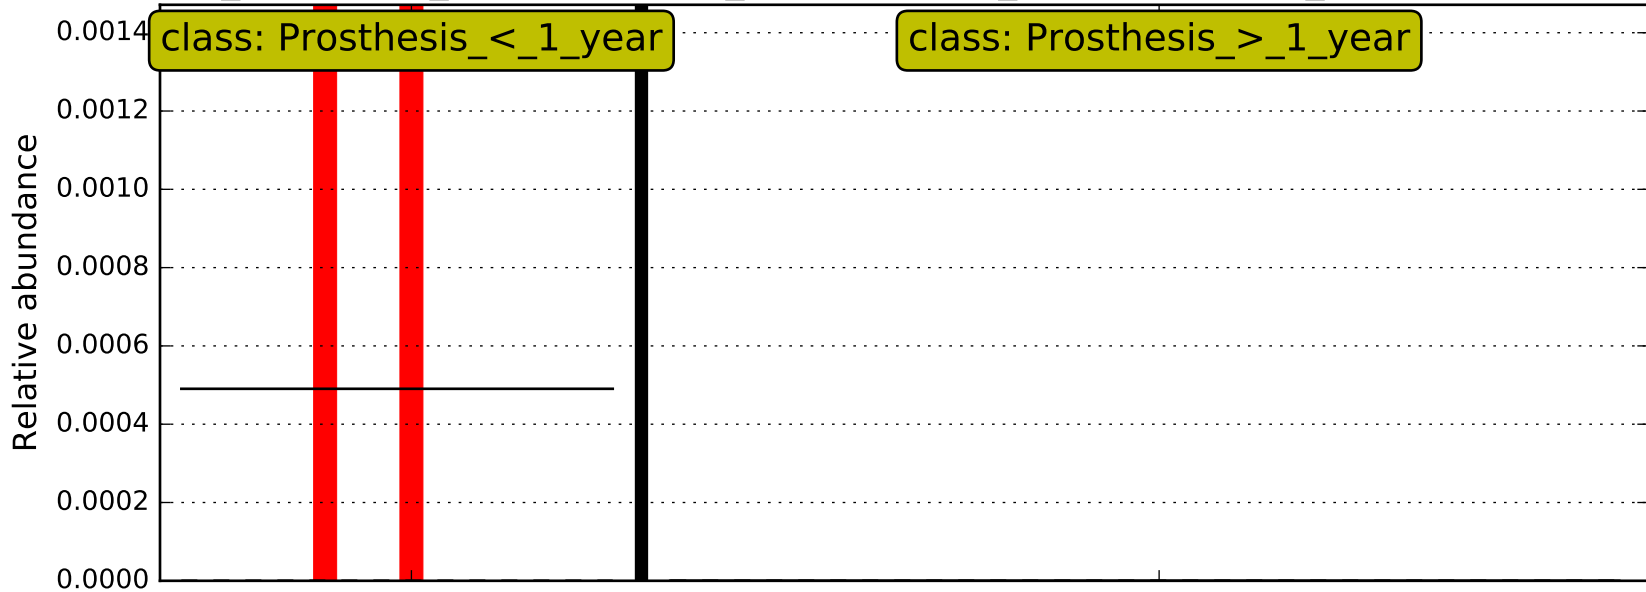 0.0014
class: Prosthesis_<_1_year
class: Prosthesis_>_1_year
0.0012
0.0010
0.0008
0.0006
0.0004
0.0002
0.0000
Relative abundance